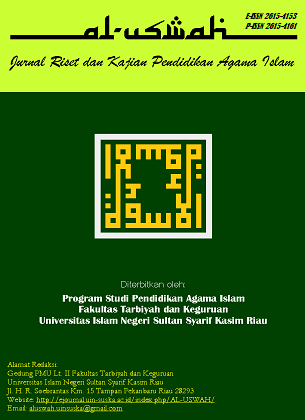 E-ISSN 2615-4153
P-ISSN 2615-4161
al-uswah
Jurnal Riset dan Kajian Pendidikan Agama Islam
Diterbitkan oleh:
Program Studi Pendidikan Agama Islam
Fakultas Tarbiyah dan Keguruan
Universitas Islam Negeri Sultan Syarif Kasim Riau
Alamat Redaksi:
Gedung PMU Lt. II Fakultas Tarbiyah dan Keguruan
Universitas Islam Negeri Sultan Syarif Kasim Riau
Jl. H. R. Soebrantas Km. 15 Tampan Pekanbaru Riau 28293
Website: http://ejournal.uin-suska.ac.id/index.php/AL-USWAH/
Email: aluswah.uinsuska@gmail.com